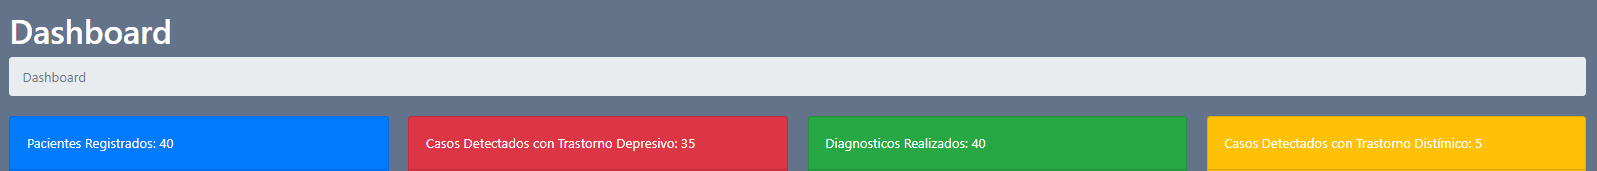 Dashboard
Dashboard
Pacientes Registrados: 40
Casos Detectados con Trastorno Depresivo: 35
Diagnosticos Realizados: 40
Casos Detectados con Trastorno Distímico: 5